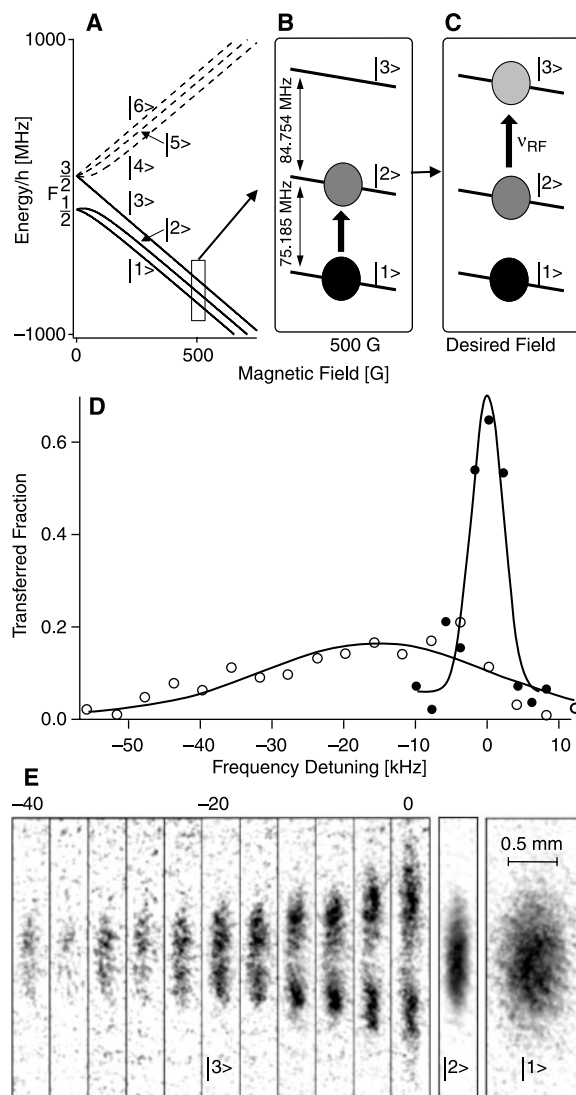 A
1000
Energy/h [MHz]
3/2
F
1/2
−1000
|6>
|5>
|4>
|3>
|2>
|1>
0
500
Magnetic Field [G]
B
|3>
84.754 MHz
|2>
75.185 MHz
|1>
500 G
C
|3>
νRF
|2>
|1>
Desired Field
D
Transferred Fraction
0.6
0.4
0.2
0.0
−50 −40 −30 −20 −10 0 10
Frequency Detuning [kHz]
E
−40 −20 0
0.5 mm
|3> |2> |1>